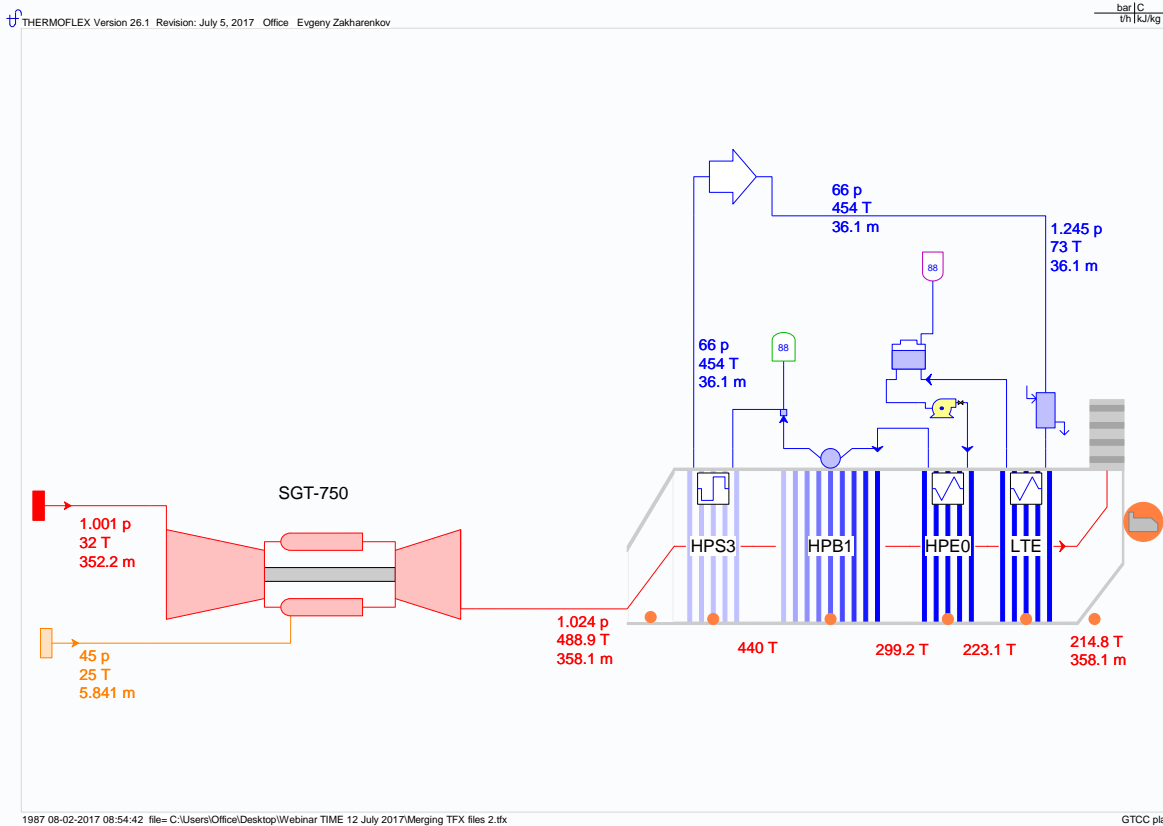 bar C
THERMOFLEX Version 26.1 Revision: July 5, 2017 Office Evgeny Zakharenkov
t/h kJ/kg
66 p
454 T
36.1 m
1.245 p
73 T
36.1 m
88
66 p
454 T
36.1 m
88
SGT-750
1.001 p
32 T
352.2 m
HPS3
HPB1
HPE0
LTE
1.024 p
488.9 T
358.1 m
440 T
299.2 T
223.1 T
214.8 T
358.1 m
45 p
25 T
5.841 m
1987 08-02-2017 08:54:42 file= C:\Users\Office\Desktop\Webinar TIME 12 July 2017\Merging TFX files 2.tfx
GTCC pla